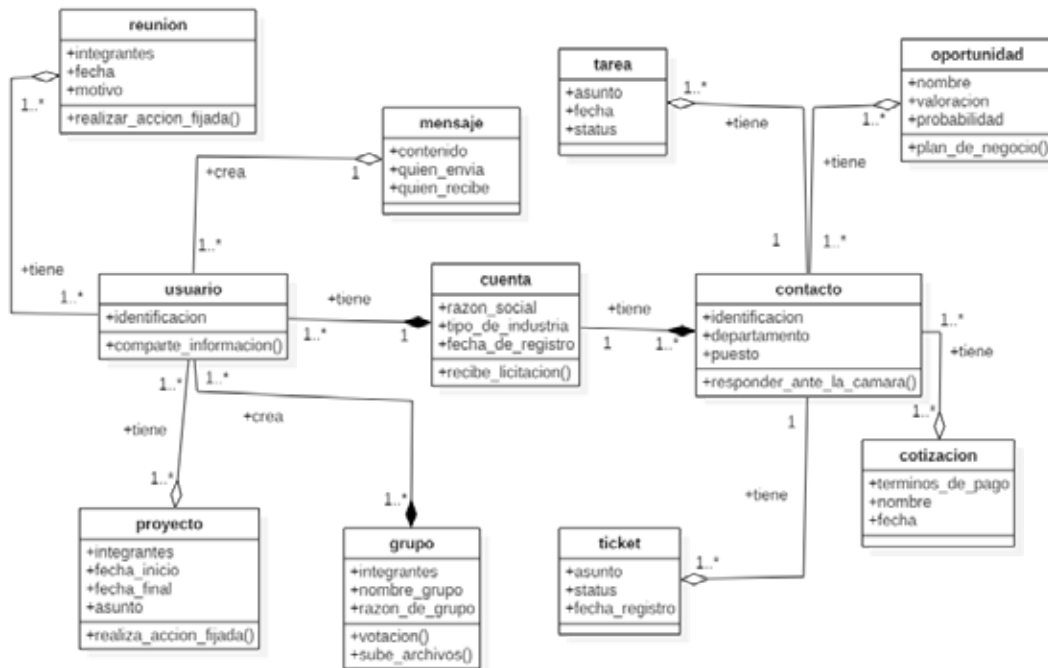 reunion
+integrantes
+fecha
+motivo
+realizar_accion_fijada()
1..*
+tiene
1..*
mensaje
+contenido
+quien_envia
+quien_recibe
+crea
1
1..*
tarea
+asunto
+fecha
+status
1..*
+tiene
1
oportunidad
+nombre
+valoracion
+probabilidad
+plan_de_negocio()
1..*
+tiene
1..*
usuario
+identificacion
+comparte_informacion()
+tiene
1..*
1
cuenta
+razon_social
+tipo_de_industria
+fecha_de_registro
+recibe_licitacion()
+tiene
1
1..*
contacto
+identificacion
+departamento
+puesto
+responder_ante_la_camara()
1..*
+tiene
1..*
cotizacion
+terminos_de_pago
+nombre
+fecha
1..*
+tiene
1..*
1..*
+crea
1..*
proyecto
+integrantes
+fecha_inicio
+fecha_final
+asunto
+realiza_accion_fijada()
grupo
+integrantes
+nombre_grupo
+razon_de_grupo
+votacion()
+sube_archivos()
1
+tiene
1..*
ticket
+asunto
+status
+fecha_registro